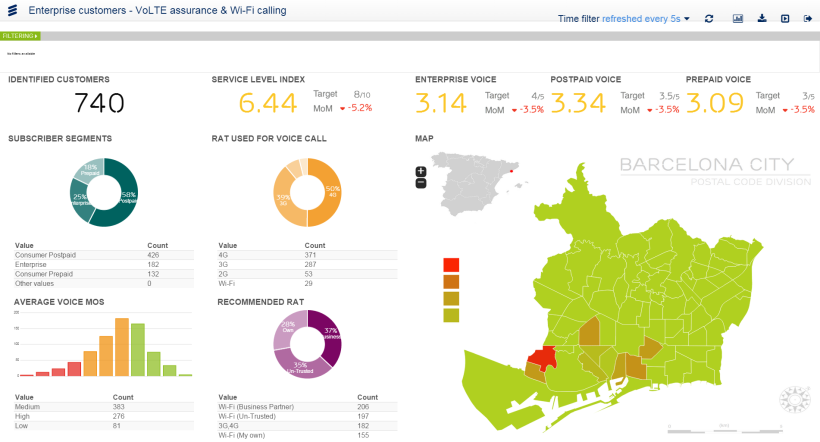 Enterprise customers - VoLTE assurance & Wi-Fi calling
Time filter refreshed every 5s
FILTERING
No filters available
IDENTIFIED CUSTOMERS
740
SERVICE LEVEL INDEX
6.44
Target 8/10
MoM -5.2%
ENTERPRISE VOICE
3.14
Target 4/5
MoM -3.5%
POSTPAID VOICE
3.34
Target 3.5/5
MoM -3.5%
PREPAID VOICE
3.09
Target 3/5
MoM -3.5%
SUBSCRIBER SEGMENTS
18%
Prepaid
25%
58%
Value Count
Consumer Postpaid 426
Enterprise 182
Consumer Prepaid 132
Other values 0
RAT USED FOR VOICE CALL
50%
4G
39%
3G
Value Count
4G 371
3G 287
2G 53
Wi-Fi 29
MAP
BARCELONA CITY
POSTAL CODE DIVISION
+
−
AVERAGE VOICE MOS
Value Count
Medium 383
High 276
Low 81
RECOMMENDED RAT
28%
Own
37%
35%
Un-Trusted
Value Count
Wi-Fi (Business Partner) 206
Wi-Fi (Un-Trusted) 197
3G,4G 182
Wi-Fi (My own) 155